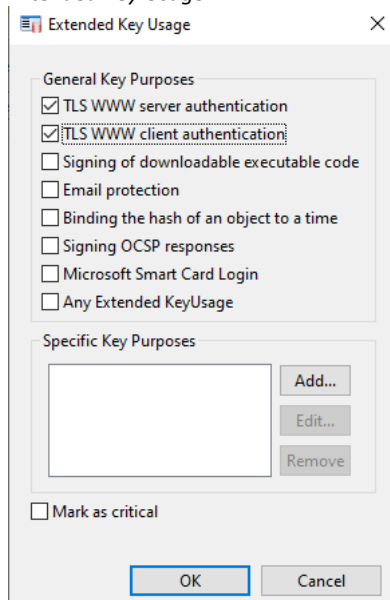 Extended Key Usage
General Key Purposes
TLS WWW server authentication
TLS WWW client authentication
Signing of downloadable executable code
Email protection
Binding the hash of an object to a time
Signing OCSP responses
Microsoft Smart Card Login
Any Extended KeyUsage
Specific Key Purposes
Add...
Edit...
Remove
Mark as critical
OK Cancel